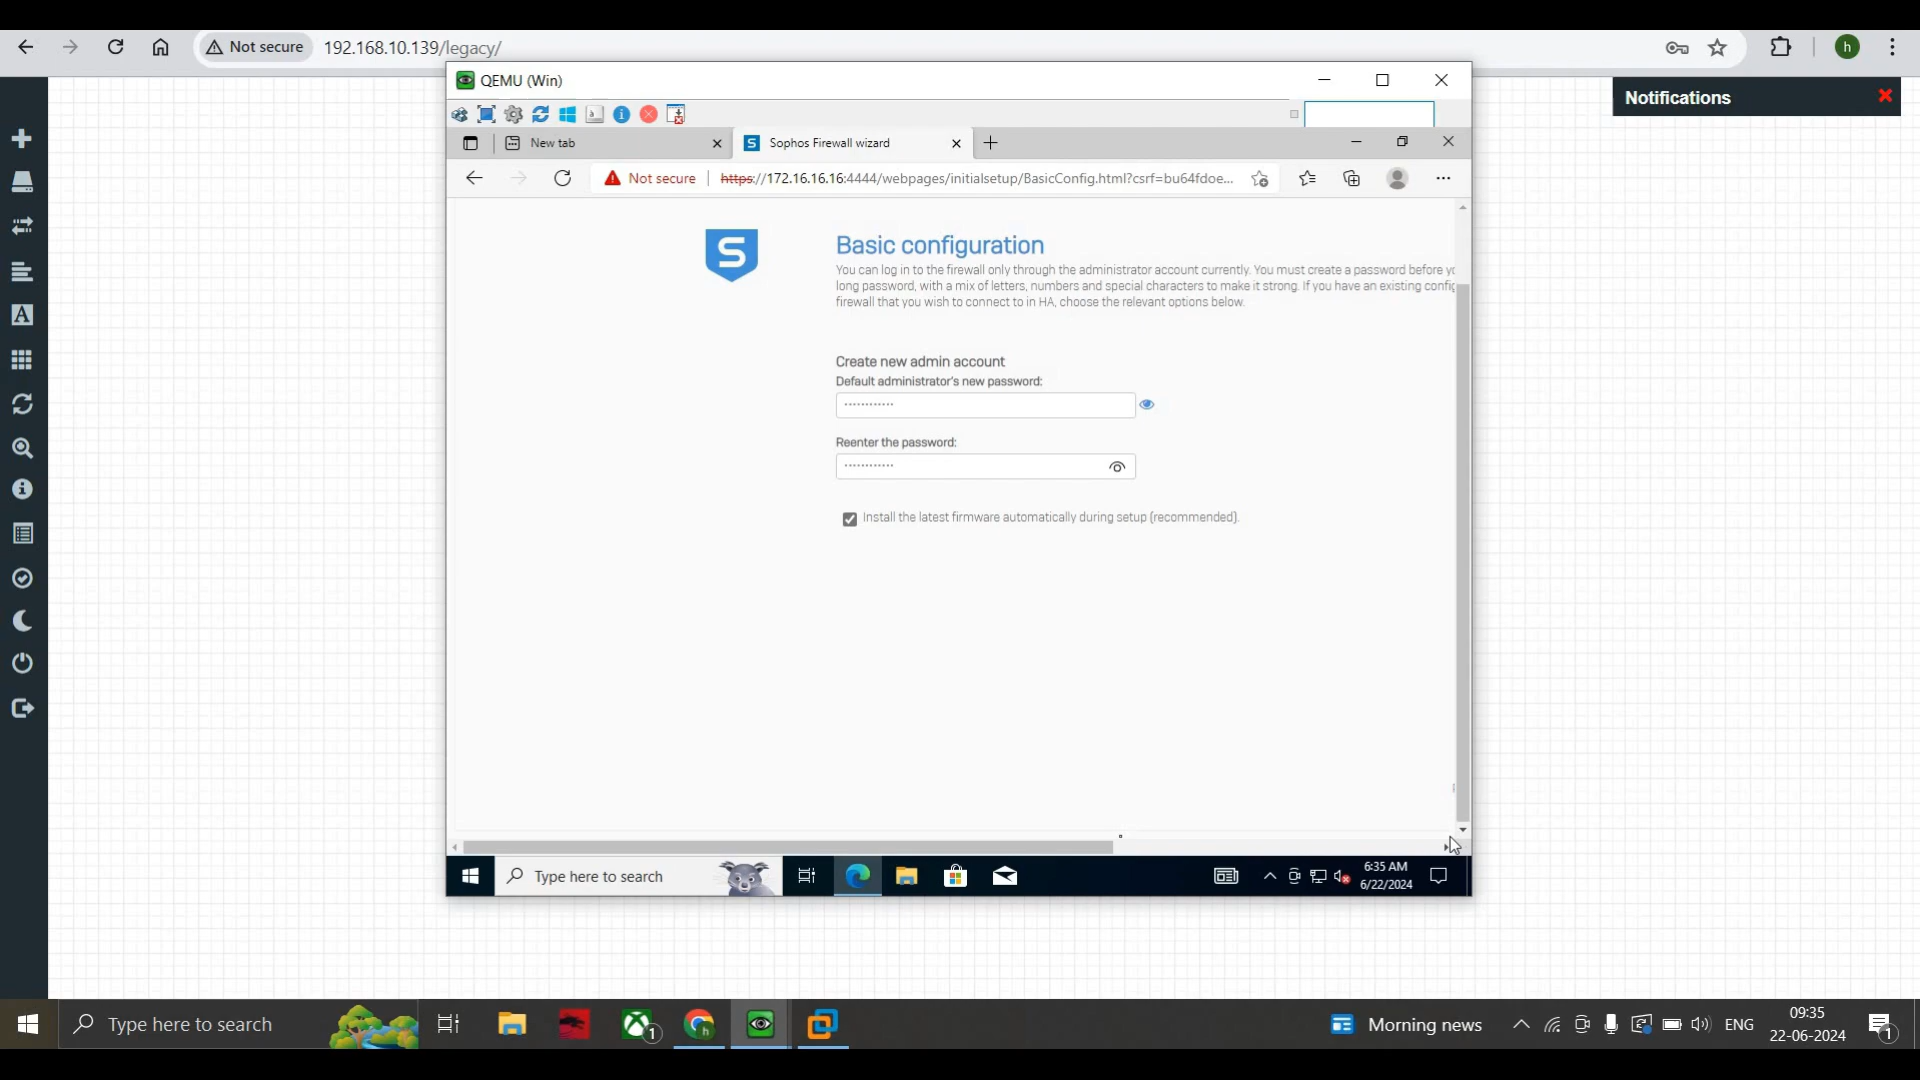 Not secure 192.168.10.139/legacy/
h
QEMU (Win)
Notifications
New tab
Sophos Firewall wizard
Not secure https://172.16.16.16:4444/webpages/initialsetup/BasicConfig.html?csrf=bu64fdoe...
S
Basic configuration
You can log in to the firewall only through the administrator account currently. You must create a password before
long password, with a mix of letters, numbers and special characters to make it strong. If you have an existing
firewall that you wish to connect to in HA, choose the relevant options below.
Create new admin account
Default administrator's new password:
Reenter the password:
Install the latest firmware automatically during setup (recommended).
Type here to search
6:35 AM
6/22/2024
Type here to search
1
h
Morning news
ENG
09:35
22-06-2024
1